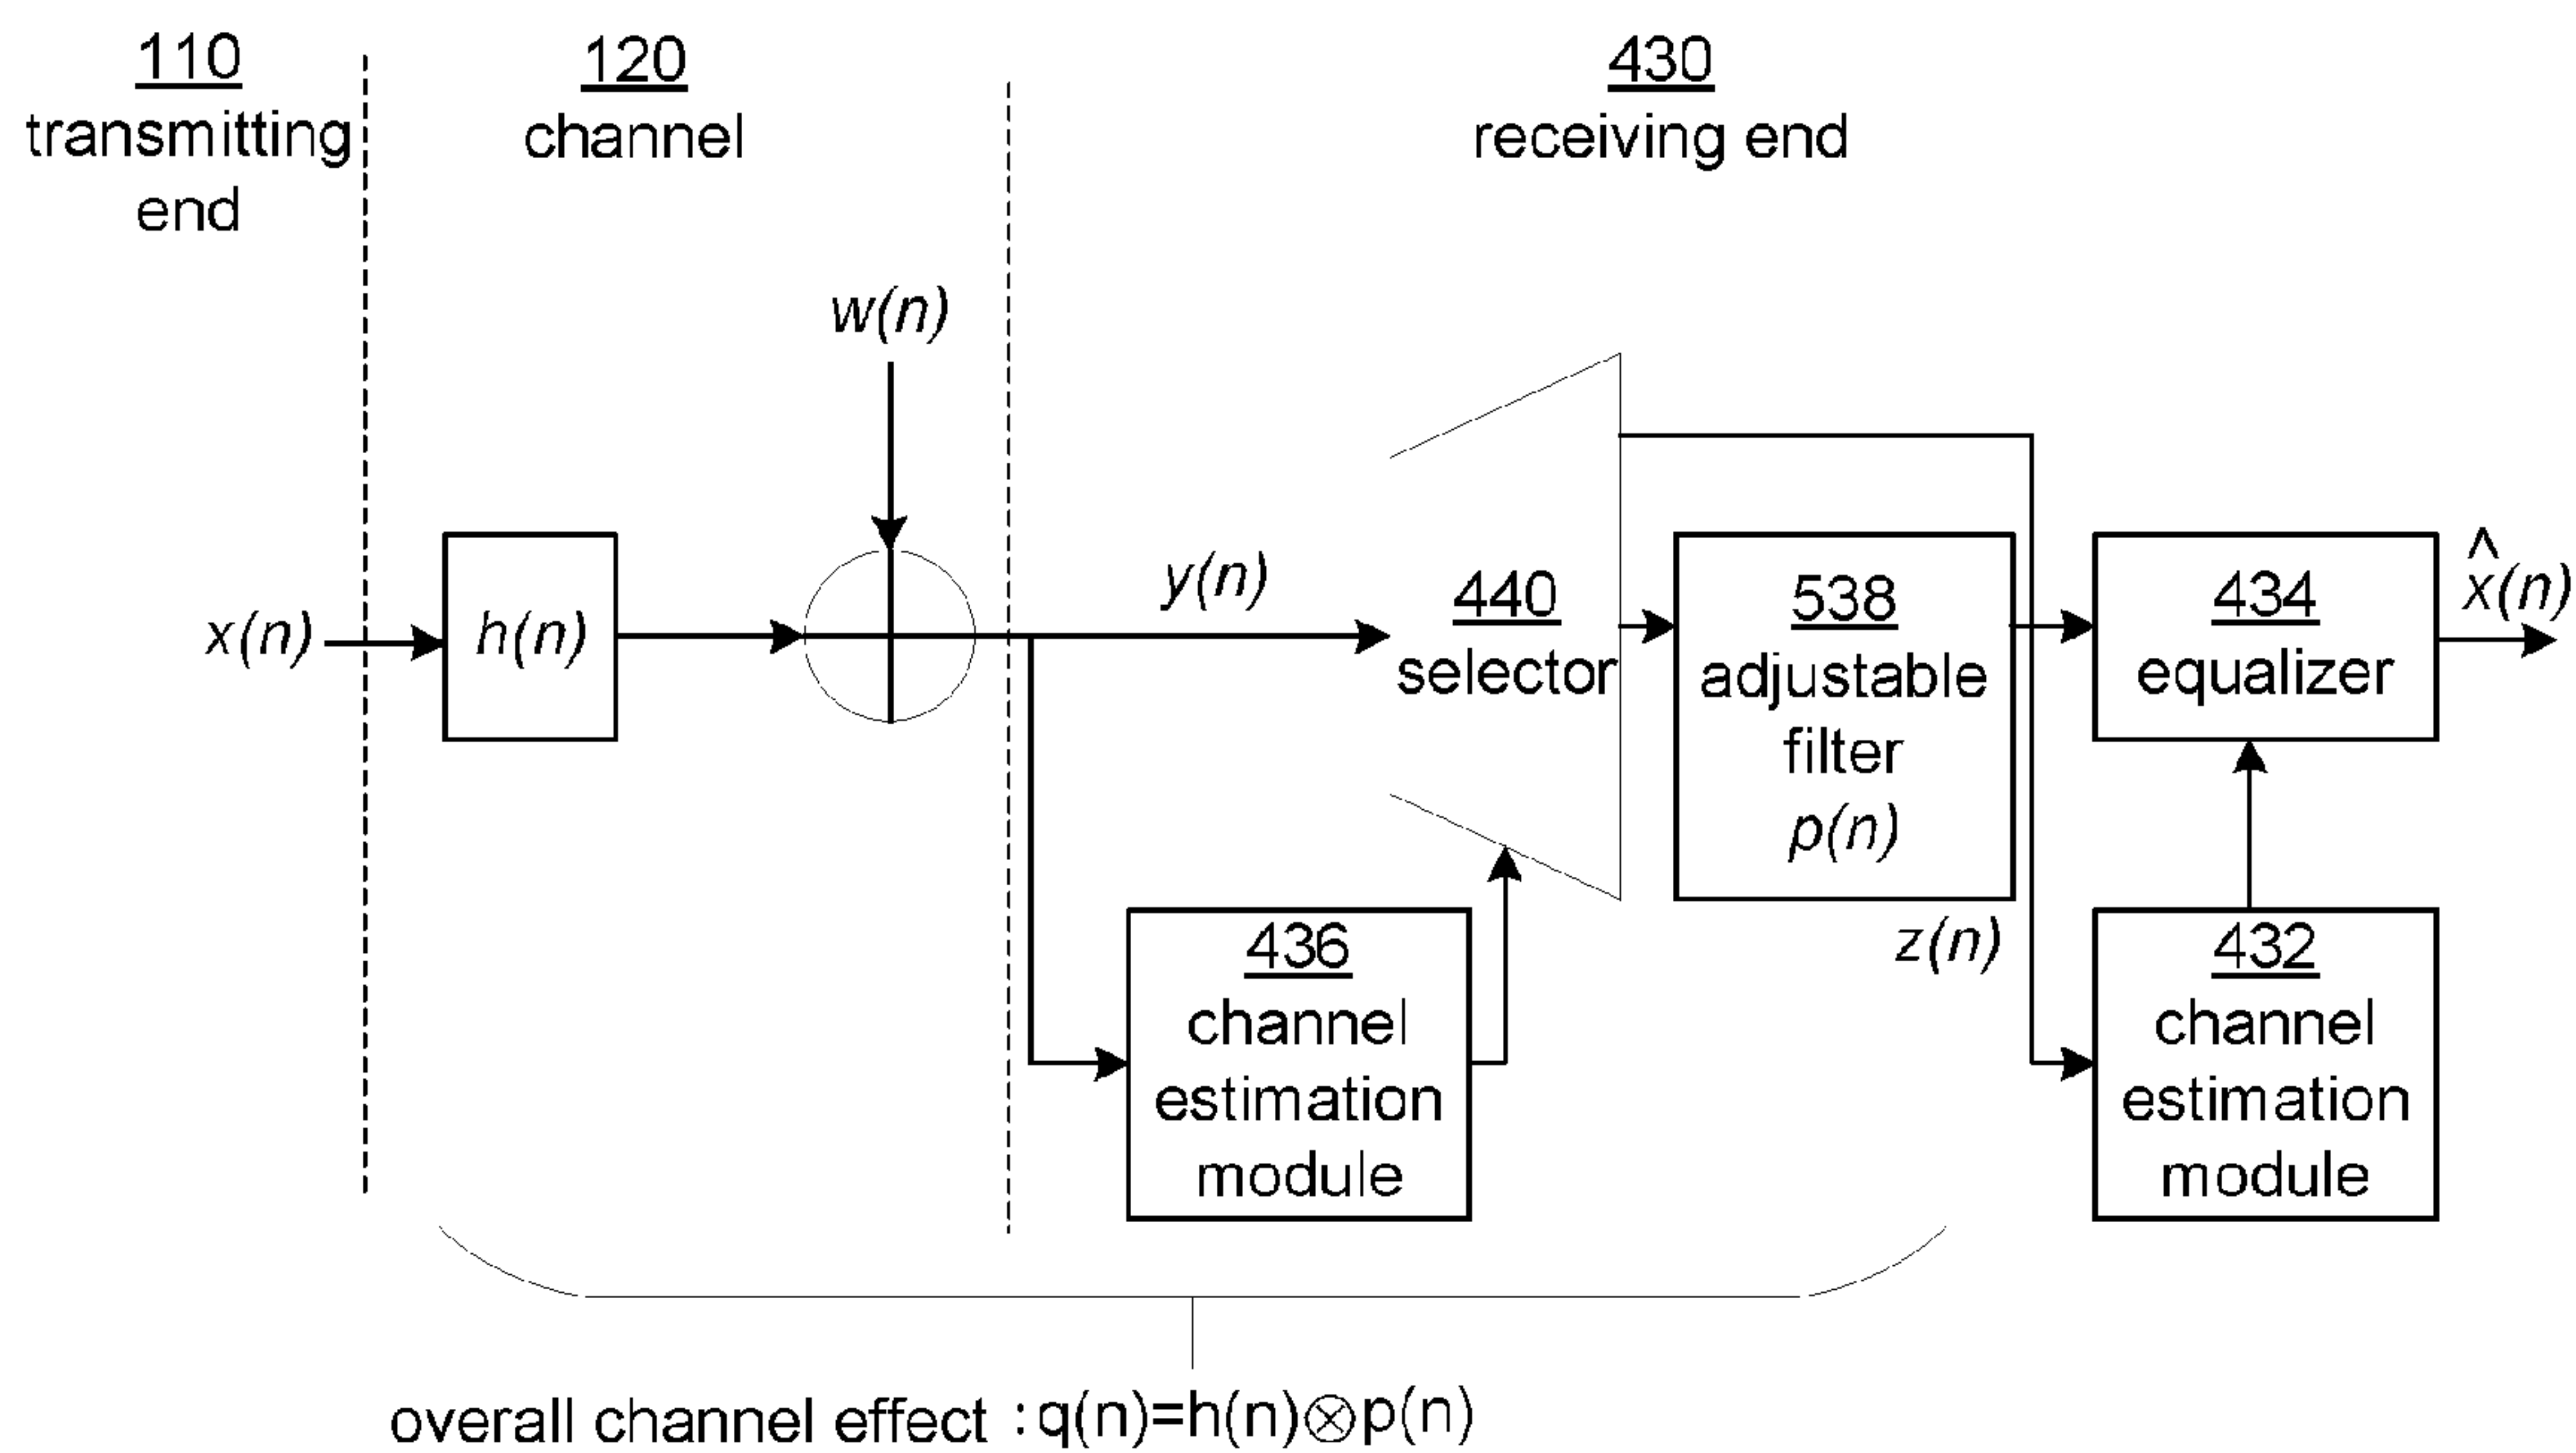 110
transmitting
end
120
channel
430
receiving end
w(n)
x(n)
h(n)
y(n)
440
selector
538
adjustable
filter
p(n)
z(n)
434
equalizer
x̂(n)
436
channel
estimation
module
432
channel
estimation
module
overall channel effect : q(n)=h(n)⊗p(n)